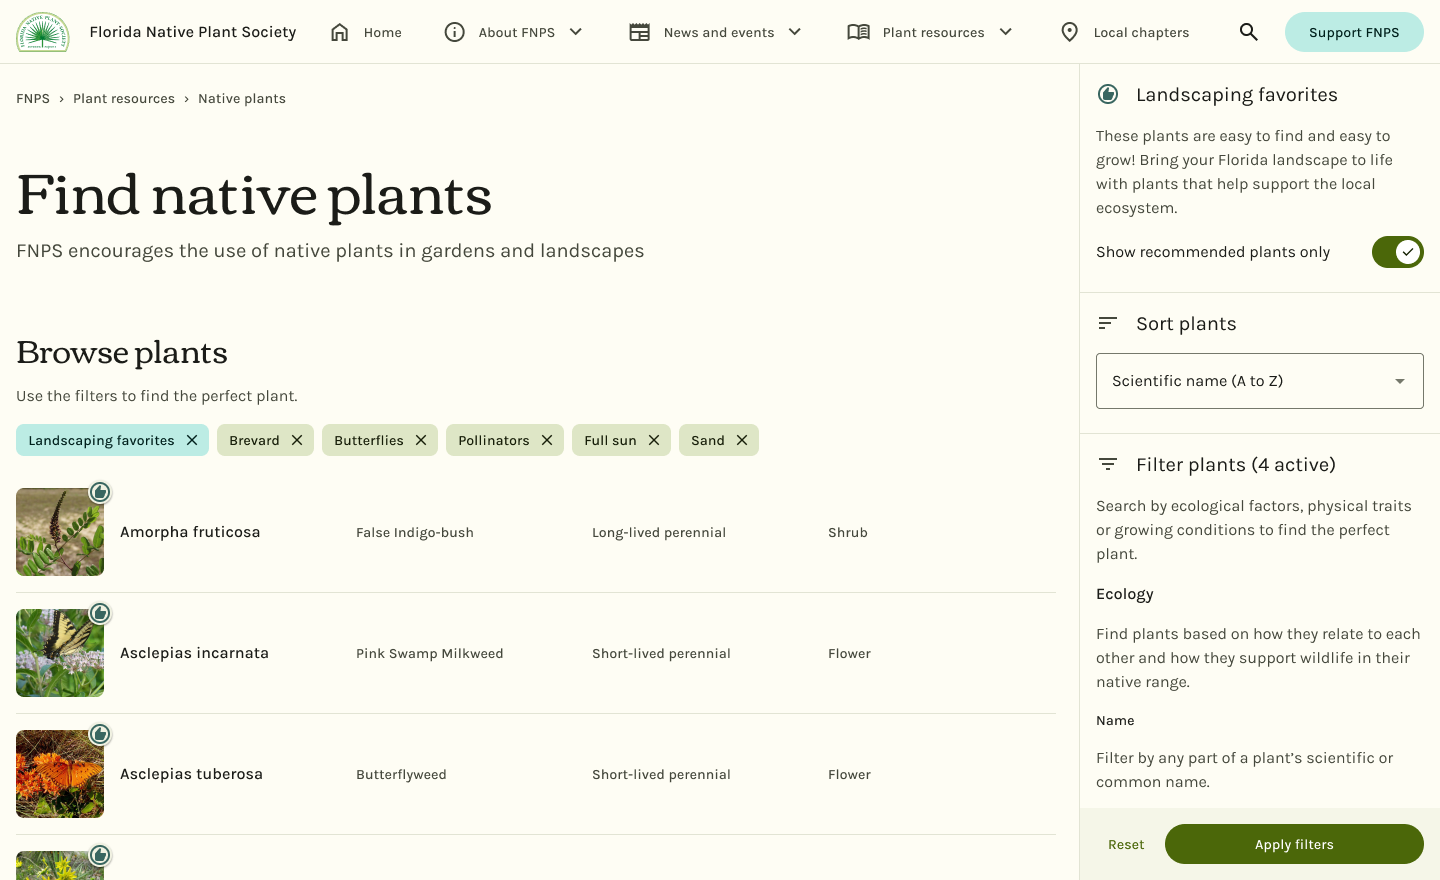 Florida Native Plant Society
Home
About FNPS
News and events
Plant resources
Local chapters
Support FNPS
FNPS › Plant resources › Native plants
Find native plants
FNPS encourages the use of native plants in gardens and landscapes
Browse plants
Use the filters to find the perfect plant.
Landscaping favorites
Brevard
Butterflies
Pollinators
Full sun
Sand
Amorpha fruticosa False Indigo-bush Long-lived perennial Shrub
Asclepias incarnata Pink Swamp Milkweed Short-lived perennial Flower
Asclepias tuberosa Butterflyweed Short-lived perennial Flower
Landscaping favorites
These plants are easy to find and easy to
grow! Bring your Florida landscape to life
with plants that help support the local
ecosystem.
Show recommended plants only
Sort plants
Scientific name (A to Z)
Filter plants (4 active)
Search by ecological factors, physical traits
or growing conditions to find the perfect
plant.
Ecology
Find plants based on how they relate to each
other and how they support wildlife in their
native range.
Name
Filter by any part of a plant’s scientific or
common name.
Reset
Apply filters